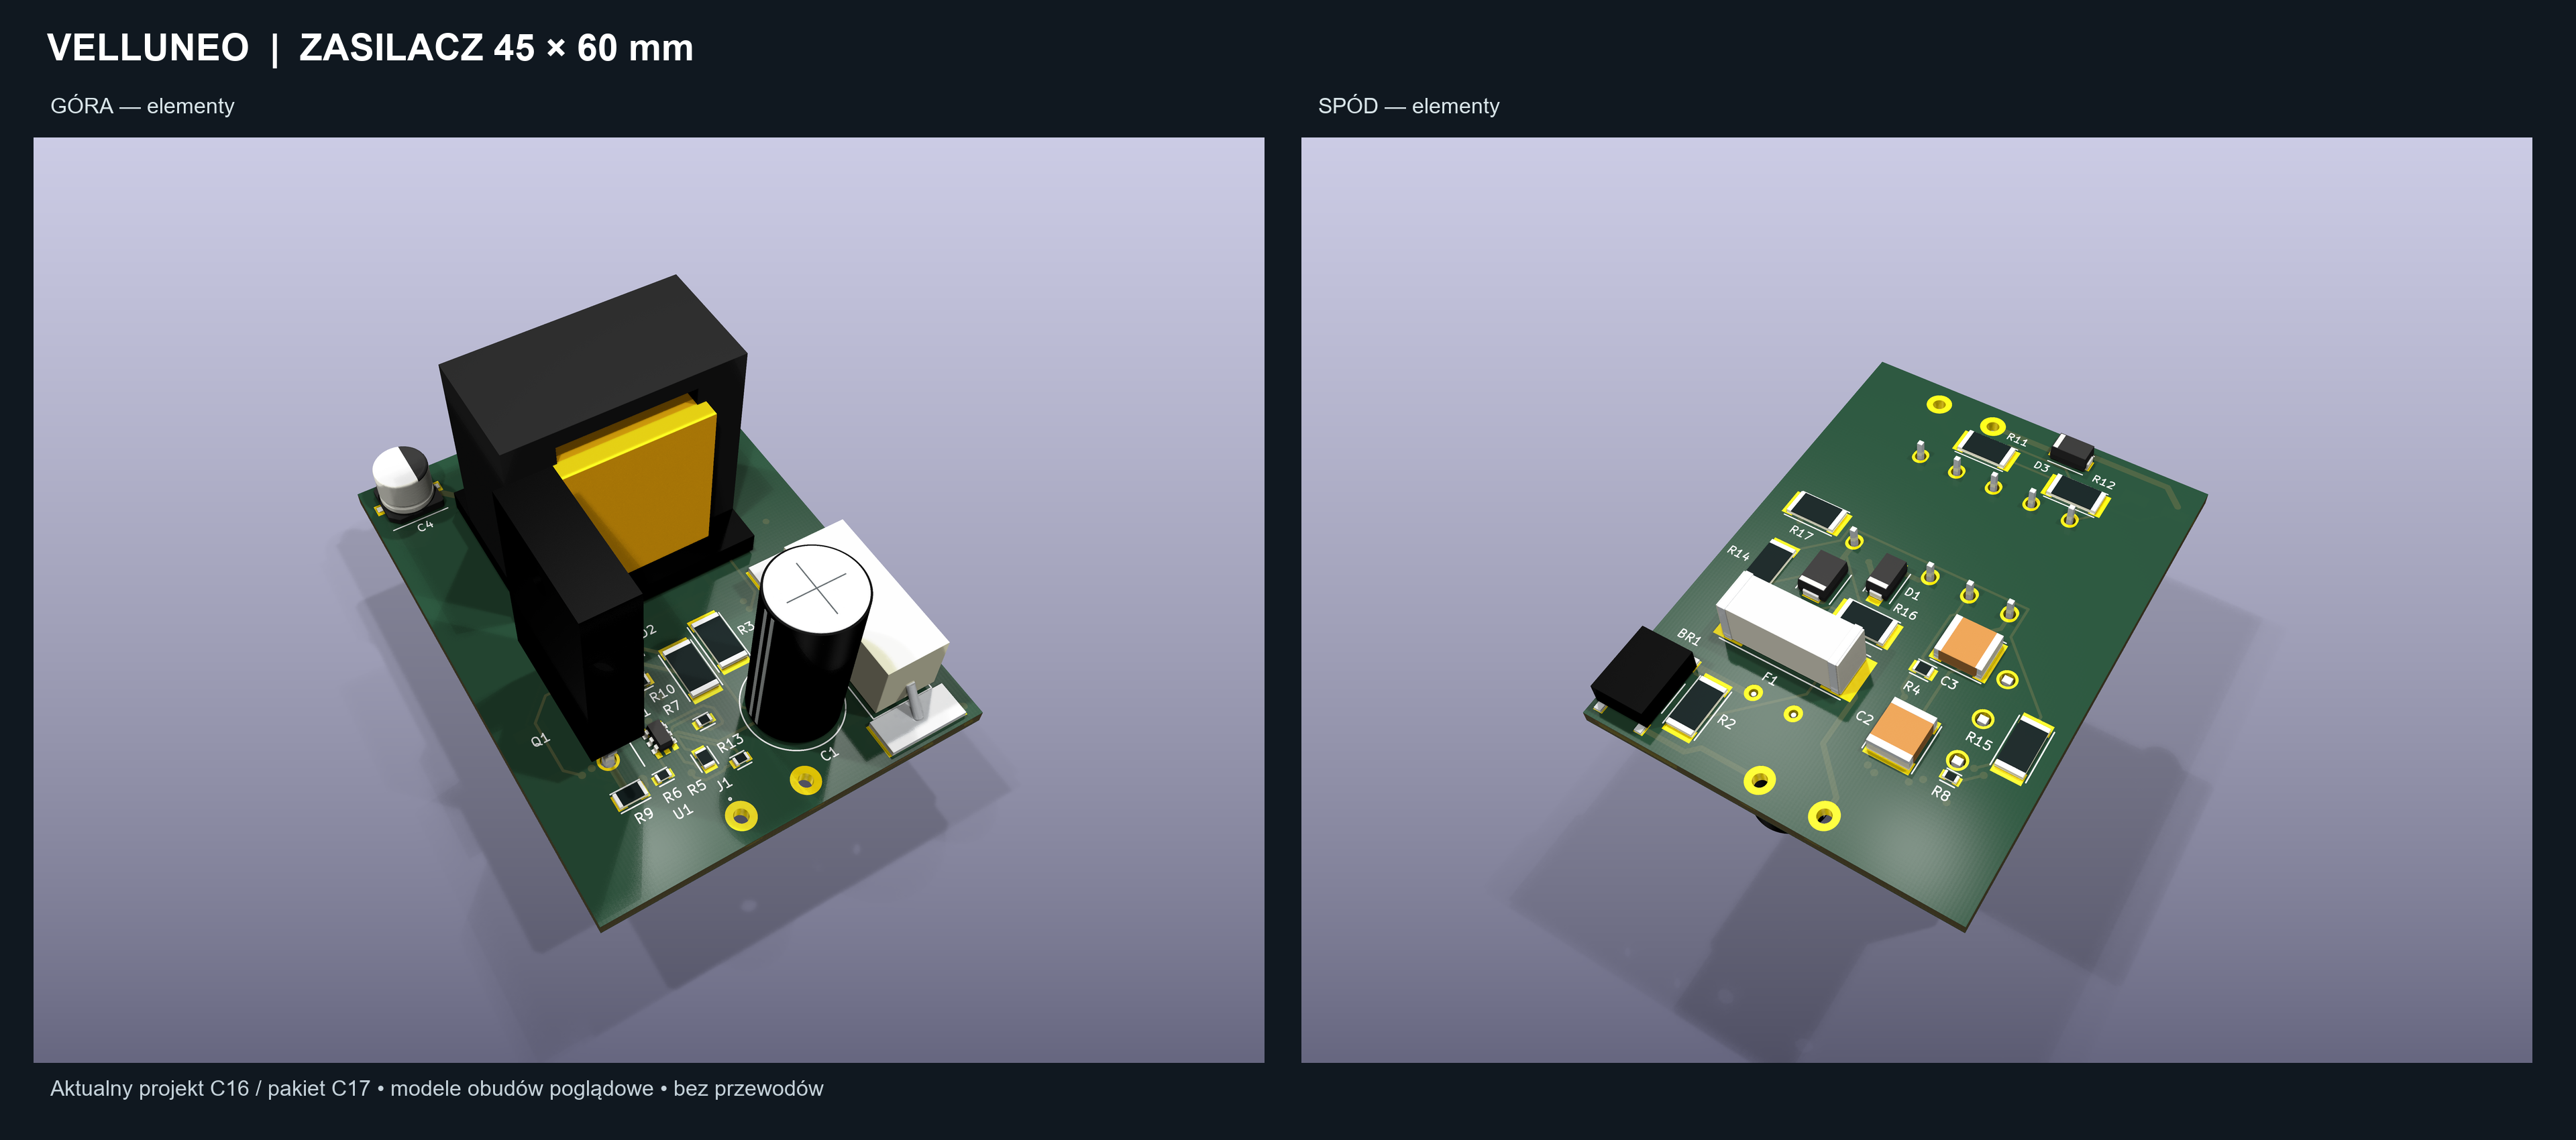 VELLUNEO | ZASILACZ 45 × 60 mm
GÓRA — elementy
SPÓD — elementy
C4
R3
R10
R7
Q1
R13
C1
R5
J1
R6
U1
R9
R11
D3
R12
R17
R14
D1
R16
BR1
F1
R4
C3
R2
C2
R15
R8
Aktualny projekt C16 / pakiet C17 • modele obudów poglądowe • bez przewodów